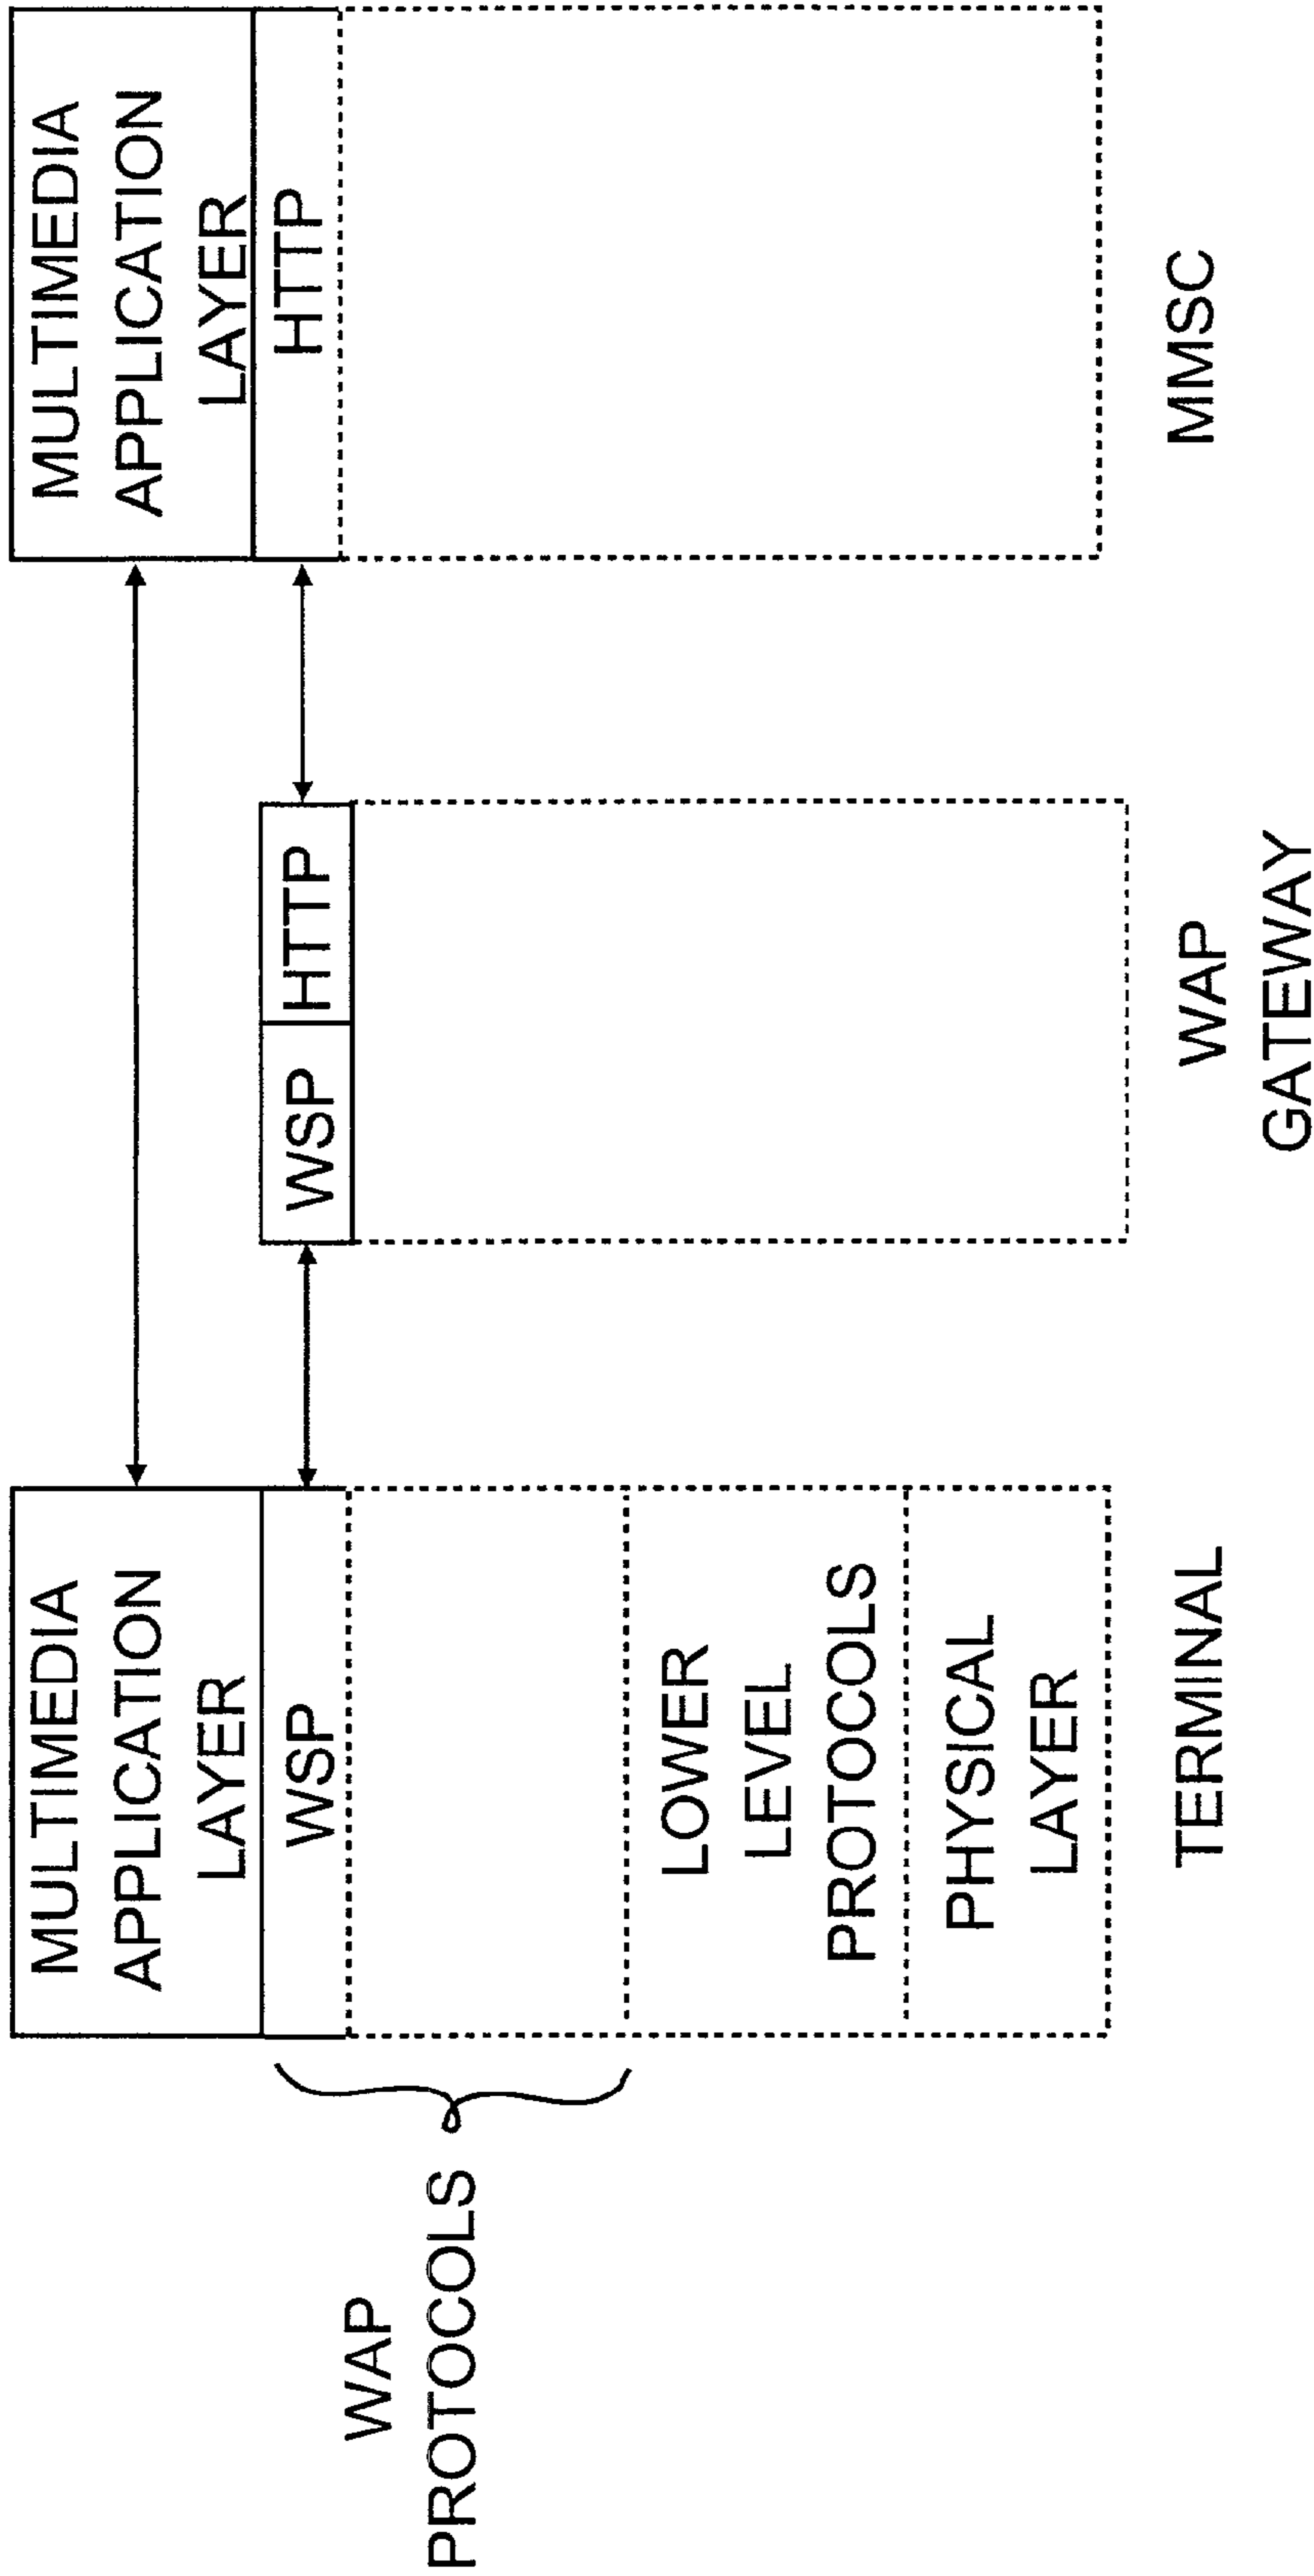 MULTIMEDIA
APPLICATION
LAYER
WSP
LOWER
LEVEL
PROTOCOLS
PHYSICAL
LAYER
TERMINAL
WAP
PROTOCOLS
WSP
HTTP
WAP
GATEWAY
MULTIMEDIA
APPLICATION
LAYER
HTTP
MMSC